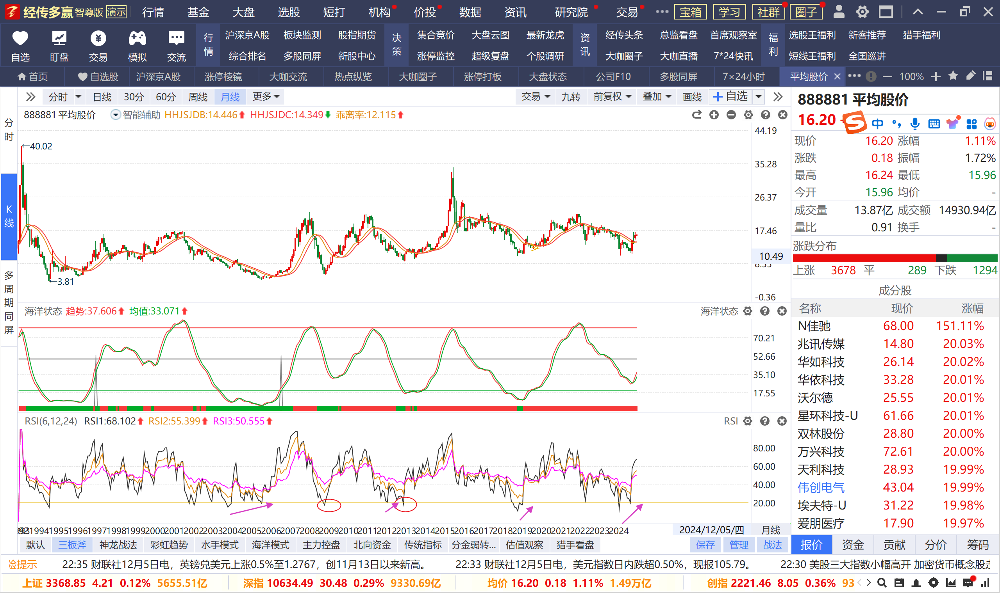 经传多赢 智尊版 演示 行情 基金 大盘 选股 短打 机构 价投 数据 资讯 研究院 交易 宝箱 学习 社群 圈子
自选 盯盘 交易 模拟 交流
行情 沪深京A股 板块监测 股指期货 决策 集合竞价 大盘云图 最新龙虎 资讯 经传头条 总监看盘 首席观察室 福利 选股王福利 新客推荐 猎手福利
综合排名 多股同屏 新股中心 涨停监控 超级复盘 个股调研 大咖圈子 大咖直播 7*24快讯 短线王福利 全国巡讲
首页 自选股 沪深京A股 涨停棱镜 大咖交流 热点纵览 大咖圈子 涨停打板 大盘状态 公司F10 多股同屏 7×24小时 平均股价 100%
分时 K线 多周期同屏
分时 日线 30分 60分 周线 月线 更多 交易 九转 前复权 叠加 画线 +自选
888881 平均股价 智能辅助 HHJSJDB:14.446 HHJSJDC:14.349 乖离率:12.115
44.19
←40.02
35.28
26.37
17.46
10.49
←3.81
-0.36
海洋状态 趋势:37.606 均值:33.071 海洋状态
70.21
52.66
35.10
17.55
RSI(6,12,24) RSI1:68.102 RSI2:55.399 RSI3:50.555 RSI
80.00
60.00
40.00
20.00
1994 1995 1996 1997 1998 1999 2000 2001 2002 2003 2004 2005 2006 2007 2008 2009 2010 2011 2012 2013 2014 2015 2016 2017 2018 2019 2020 2021 2022 2023 2024 2024/12/05/四 月线
默认 三板斧 神龙战法 彩虹趋势 水手模式 海洋模式 主力控盘 北向资金 传统指标 分金弱转... 估值观察 猎手看盘 保存 管理 战法
888881 平均股价
16.20
中
现价 16.20 涨幅 1.11%
涨跌 0.18 振幅 1.72%
最高 16.24 最低 15.96
今开 15.96 均价 -
成交量 13.87亿 成交额 14930.94亿
量比 0.91 换手 -
涨跌分布
上涨 3678 平 289 下跌 1294
成分股
名称 现价 涨幅
N佳驰 68.00 151.11%
兆讯传媒 14.80 20.03%
华如科技 26.14 20.02%
华依科技 33.28 20.01%
沃尔德 25.55 20.01%
星环科技-U 61.66 20.01%
双林股份 28.80 20.00%
万兴科技 72.61 20.00%
天利科技 28.93 19.99%
伟创电气 43.04 19.99%
埃夫特-U 31.22 19.98%
爱朋医疗 17.90 19.97%
报价 资金 贡献 分价 筹码
提示 22:35 财联社12月5日电，英镑兑美元上涨0.5%至1.2767，创11月13日以来新高。 22:33 财联社12月5日电，美元指数日内跌超0.50%，现报105.79。 22:30 美股三大指数小幅高开 加密货币概念股
上证 3368.85 4.21 0.12% 5655.51亿 深指 10634.49 30.48 0.29% 9330.69亿 均价 16.20 0.18 1.11% 1.49万亿 创指 2221.46 8.05 0.36% 93